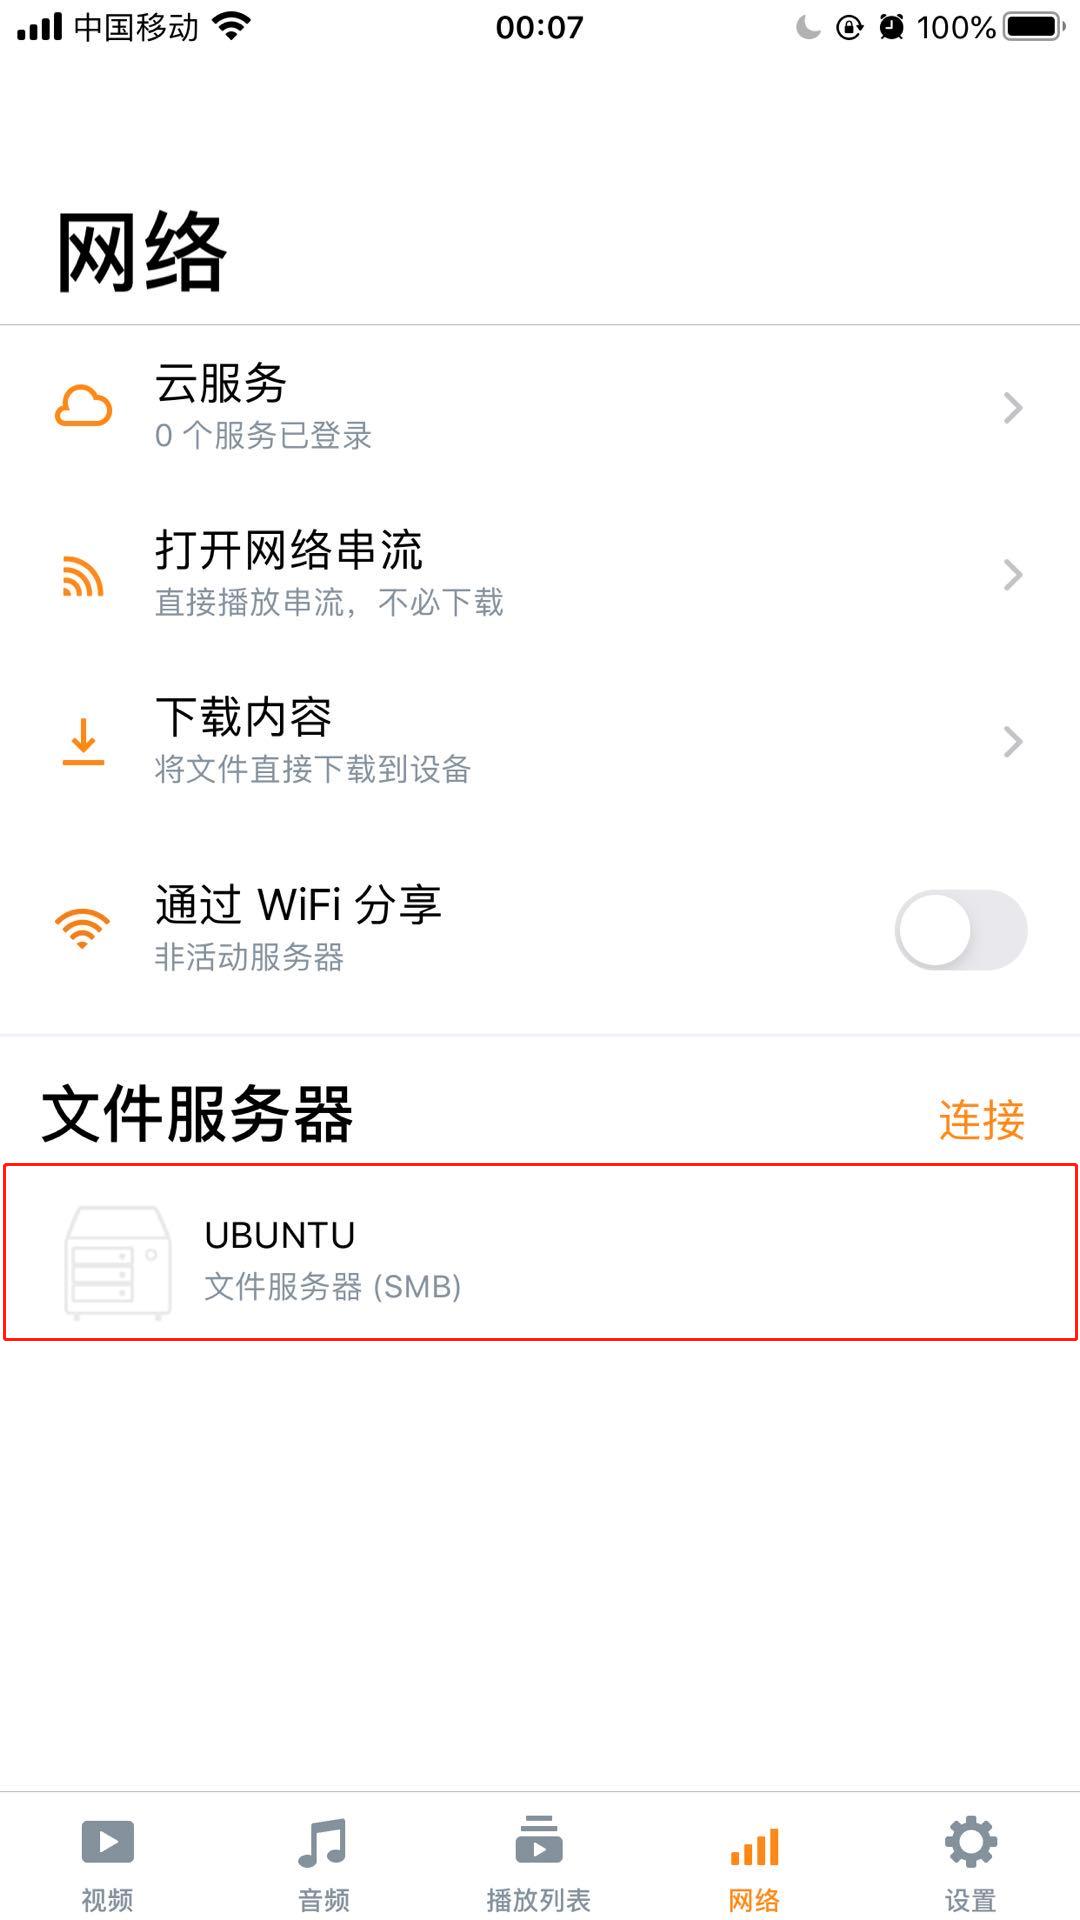 中国移动
00:07
100%
网络
云服务
0 个服务已登录
打开网络串流
直接播放串流，不必下载
下载内容
将文件直接下载到设备
通过 WiFi 分享
非活动服务器
文件服务器
连接
UBUNTU
文件服务器 (SMB)
视频
音频
播放列表
网络
设置